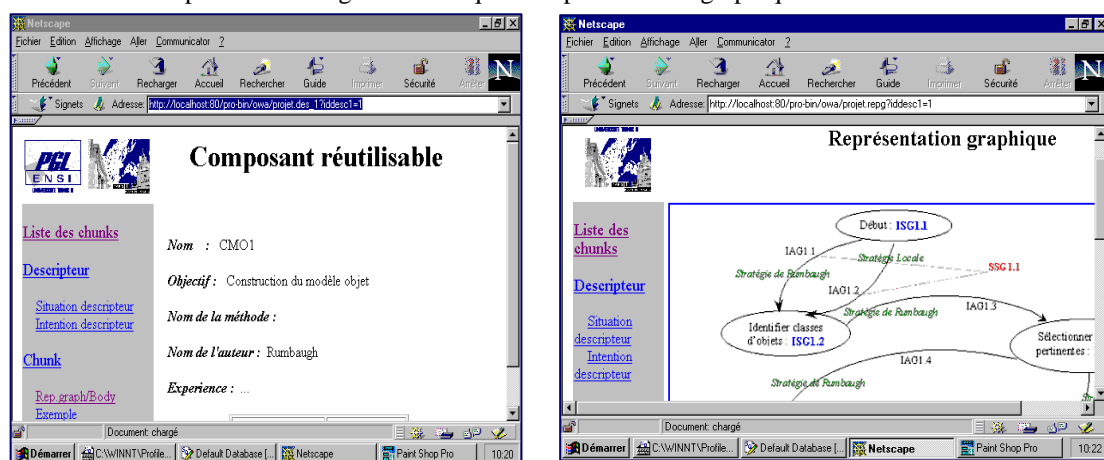 Netscape
Fichier Edition Affichage Aller Communicator ?
Précédent Suivant Recharger Accueil Rechercher Guide Imprimer Sécurité Arrêter
N
Signets Adresse: http://localhost:80/pro-bin/owa/projet.des_1?iddesc1=1
PGL
ENSI
Composant réutilisable
Liste des chunks
Descripteur
Situation descripteur
Intention descripteur
Chunk
Rep.graph/Body
Exemple
Nom : CMO1
Objectif : Construction du modèle objet
Nom de la méthode :
Nom de l'auteur : Rumbaugh
Experience : ...
Document: chargé
Démarrer C:\WINNT\Profile... Default Database [... Netscape Paint Shop Pro 10:20
Netscape
Fichier Edition Affichage Aller Communicator ?
Précédent Suivant Recharger Accueil Rechercher Guide Imprimer Sécurité Arrêter
N
Signets Adresse: http://localhost:80/pro-bin/owa/projet.repg?iddesc1=1
Représentation graphique
Liste des
chunks
Descripteur
Situation
descripteur
Intention
descripteur
Début : ISG1.1
IAG1.1
Stratégie Locale
SSG1.1
Stratégie de Rumbaugh
IAG1.2
Stratégie de Rumbaugh
IAG1.3
Identifier classes
d'objets : ISG1.2
Sélectionner
pertinentes :
IAG1.4
Stratégie de Rumbaugh
Document: chargé
Démarrer C:\WINNT\Profile... Default Database [... Netscape Paint Shop Pro 10:22